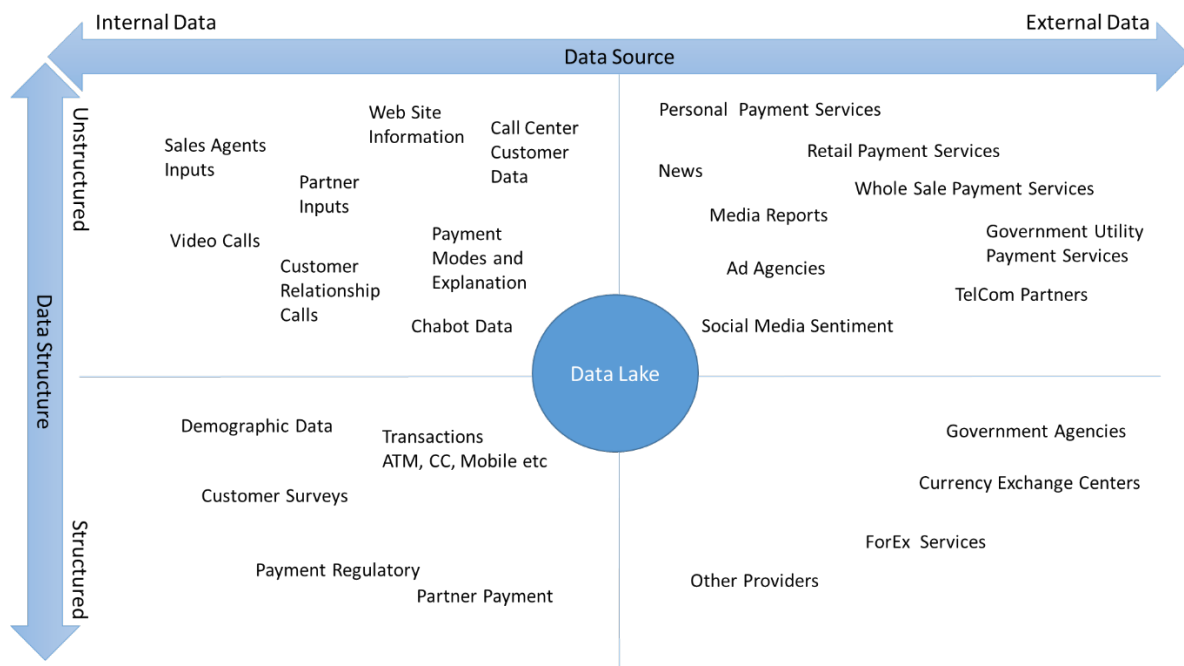 Internal Data
External Data
Data Source
Data Structure
Unstructured
Structured
Sales Agents
Inputs
Web Site
Information
Call Center
Customer
Data
Partner
Inputs
Video Calls
Payment
Modes and
Explanation
Customer
Relationship
Calls
Chabot Data
Personal  Payment Services
Retail Payment Services
News
Whole Sale Payment Services
Media Reports
Government Utility
Payment Services
Ad Agencies
TelCom Partners
Social Media Sentiment
Data Lake
Demographic Data
Transactions
ATM, CC, Mobile etc
Customer Surveys
Payment Regulatory
Partner Payment
Government Agencies
Currency Exchange Centers
ForEx  Services
Other Providers